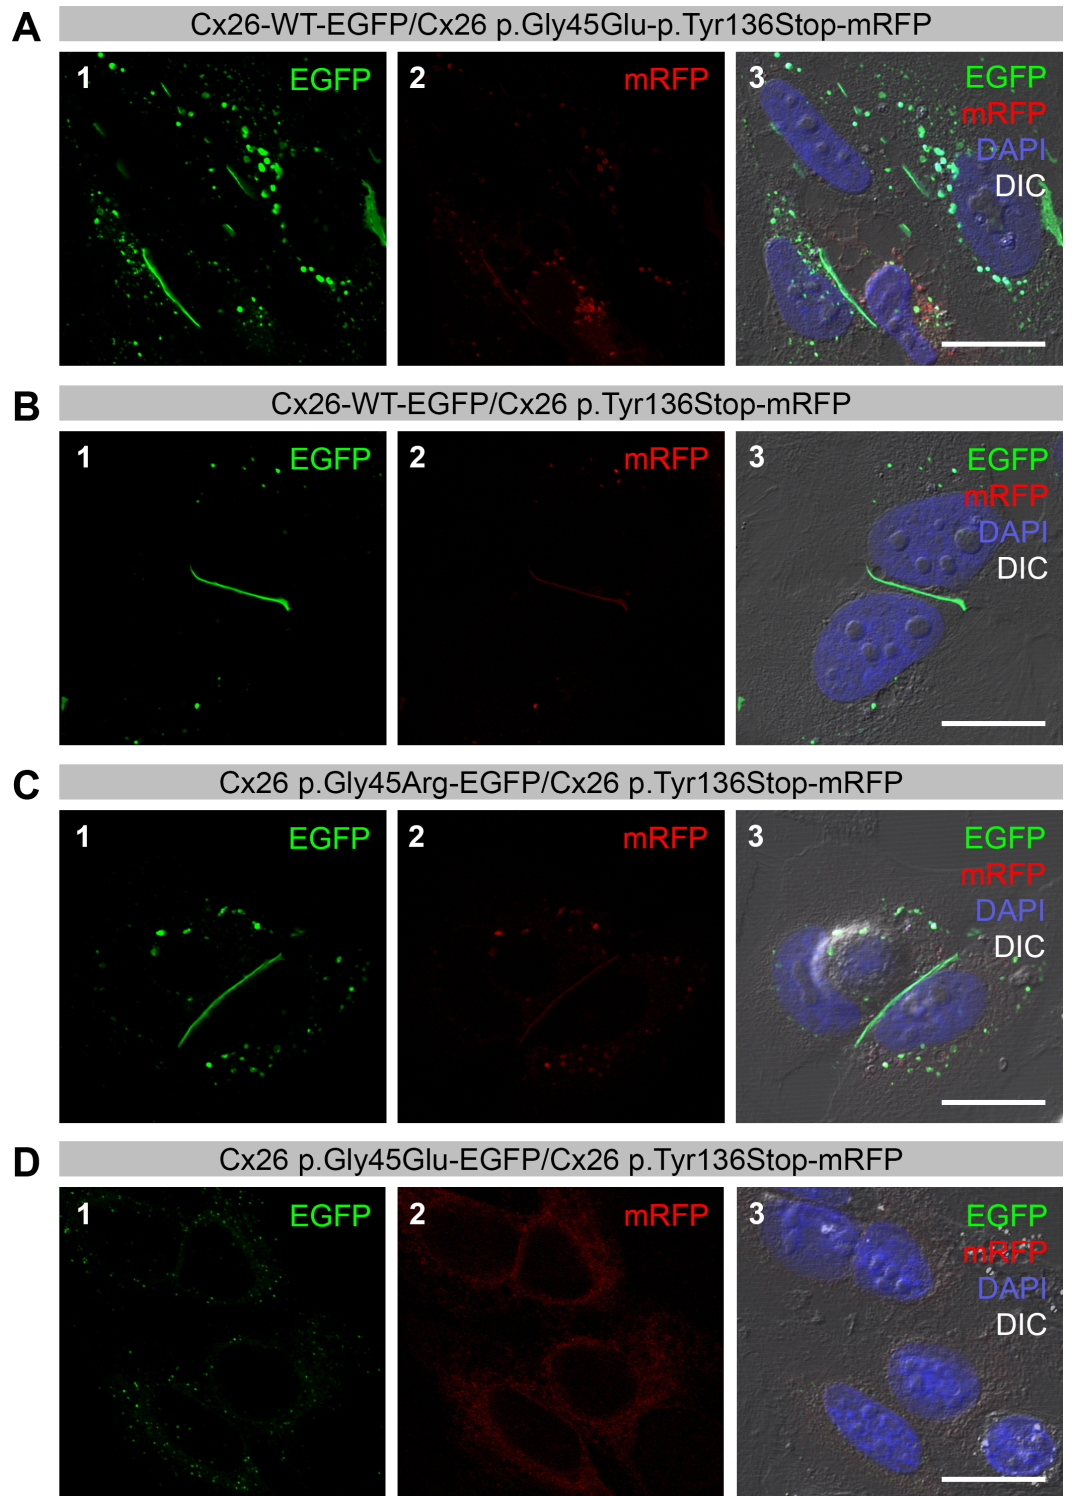 A
Cx26-WT-EGFP/Cx26 p.Gly45Glu-p.Tyr136Stop-mRFP
1
EGFP
2
mRFP
3
EGFP
mRFP
DAPI
DIC
B
Cx26-WT-EGFP/Cx26 p.Tyr136Stop-mRFP
1
EGFP
2
mRFP
3
EGFP
mRFP
DAPI
DIC
C
Cx26 p.Gly45Arg-EGFP/Cx26 p.Tyr136Stop-mRFP
1
EGFP
2
mRFP
3
EGFP
mRFP
DAPI
DIC
D
Cx26 p.Gly45Glu-EGFP/Cx26 p.Tyr136Stop-mRFP
1
EGFP
2
mRFP
3
EGFP
mRFP
DAPI
DIC